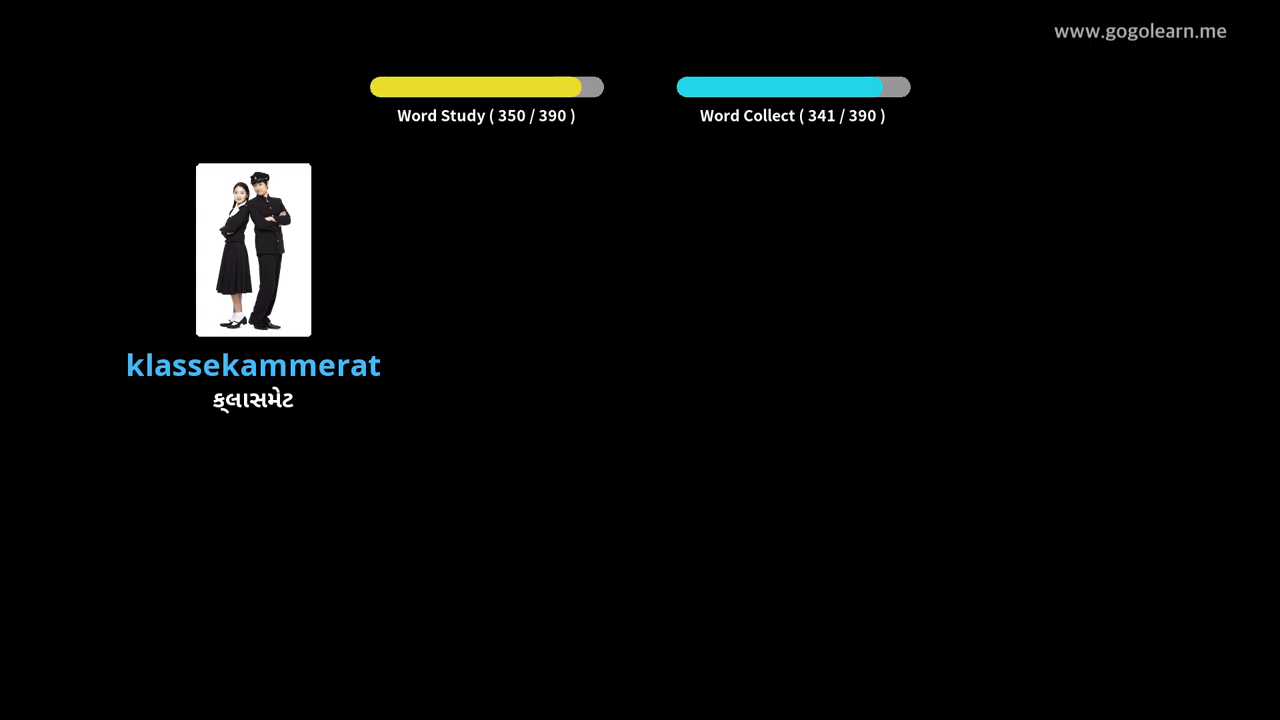 www.gogolearn.me
Word Study ( 350 / 390 )
Word Collect ( 341 / 390 )
klassekammerat
ક્લાસમેટ